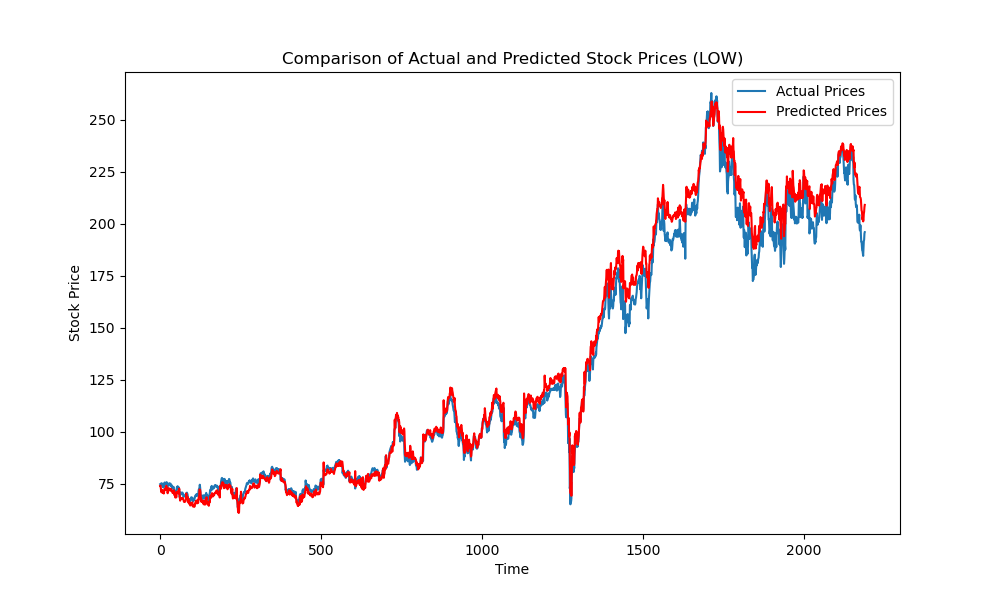 Comparison of Actual and Predicted Stock Prices (LOW)
Actual Prices
Predicted Prices
250
225
200
175
150
125
100
75
Stock Price
0 500 1000 1500 2000
Time